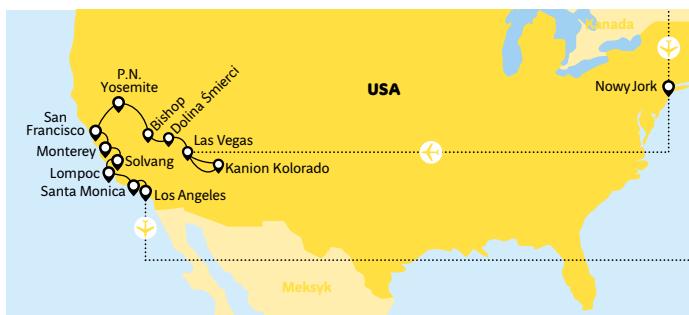 Kanada
P.N.
Yosemite
USA
Nowy Jork
Bishop
Dolina Śmierci
San
Francisco
Las Vegas
Monterey
Solvang
Kanion Kolorado
Lompoc
Santa Monica
Los Angeles
Meksyk